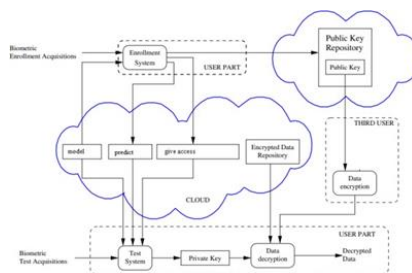 Biometric
Enrollment Acquisitions
Enrollment
System
USER PART
Public Key
Repository
Public Key
THIRD USER
model
predict
give access
Encrypted Data
Repository
Data
encryption
CLOUD
USER PART
Biometric
Test Acquisitions
Test
System
Private Key
Data
decryption
Decrypted
Data